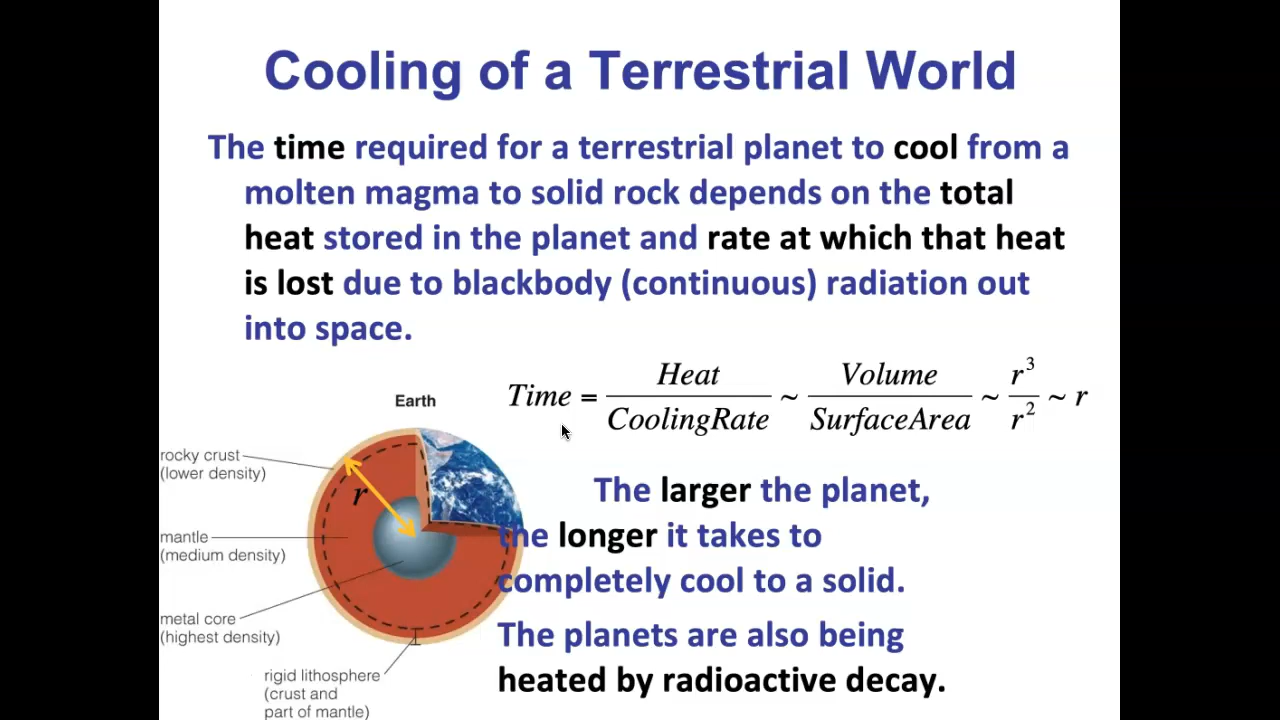 Cooling of a Terrestrial World
The time required for a terrestrial planet to cool from a
molten magma to solid rock depends on the total
heat stored in the planet and rate at which that heat
is lost due to blackbody (continuous) radiation out
into space.
Time = Heat / CoolingRate ~ Volume / SurfaceArea ~ r³ / r² ~ r
Earth
rocky crust
(lower density)
r
mantle
(medium density)
metal core
(highest density)
rigid lithosphere
(crust and
part of mantle)
The larger the planet,
the longer it takes to
completely cool to a solid.
The planets are also being
heated by radioactive decay.